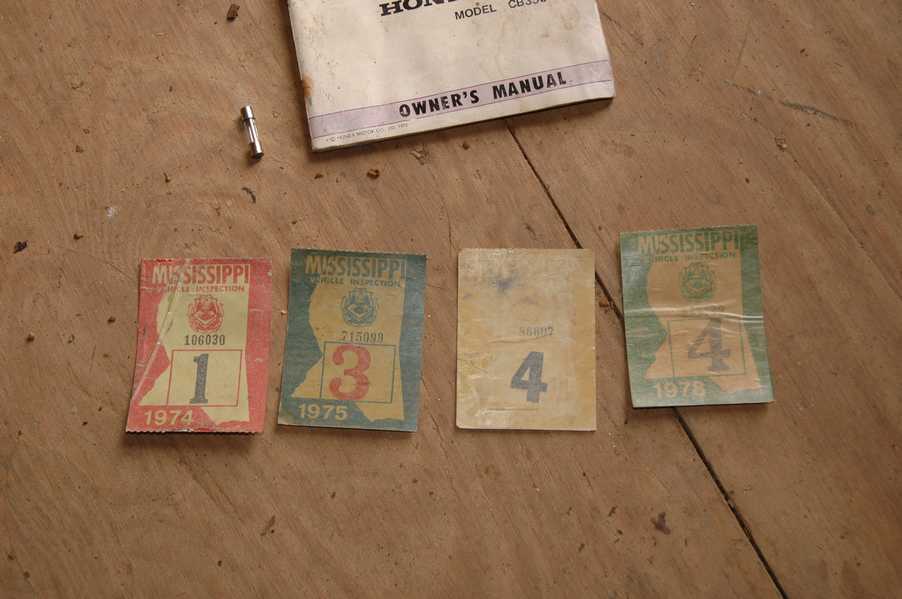 HONDA
MODEL CB350
OWNER'S MANUAL
MISSISSIPPI
VEHICLE INSPECTION
106030
1
1974
MISSISSIPPI
VEHICLE INSPECTION
715099
3
1975
4
MISSISSIPPI
VEHICLE INSPECTION
4
1978